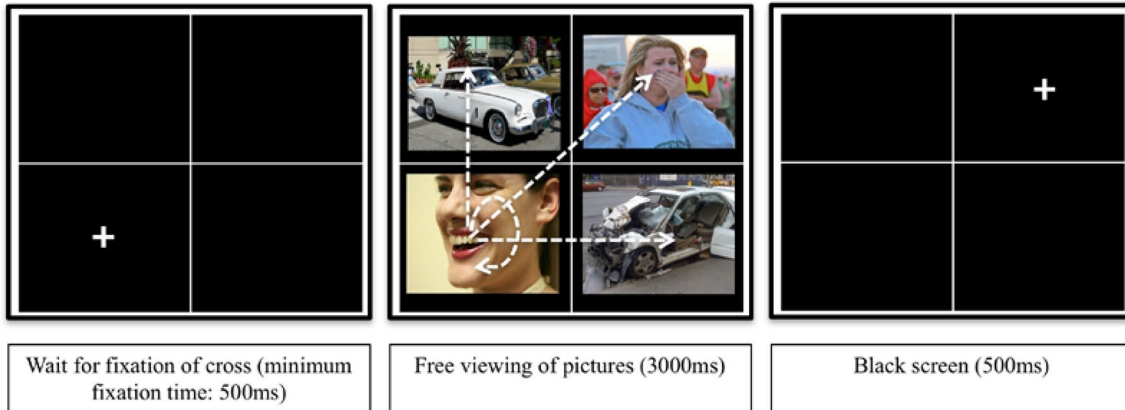 Wait for fixation of cross (minimum
fixation time: 500ms)
Free viewing of pictures (3000ms)
Black screen (500ms)